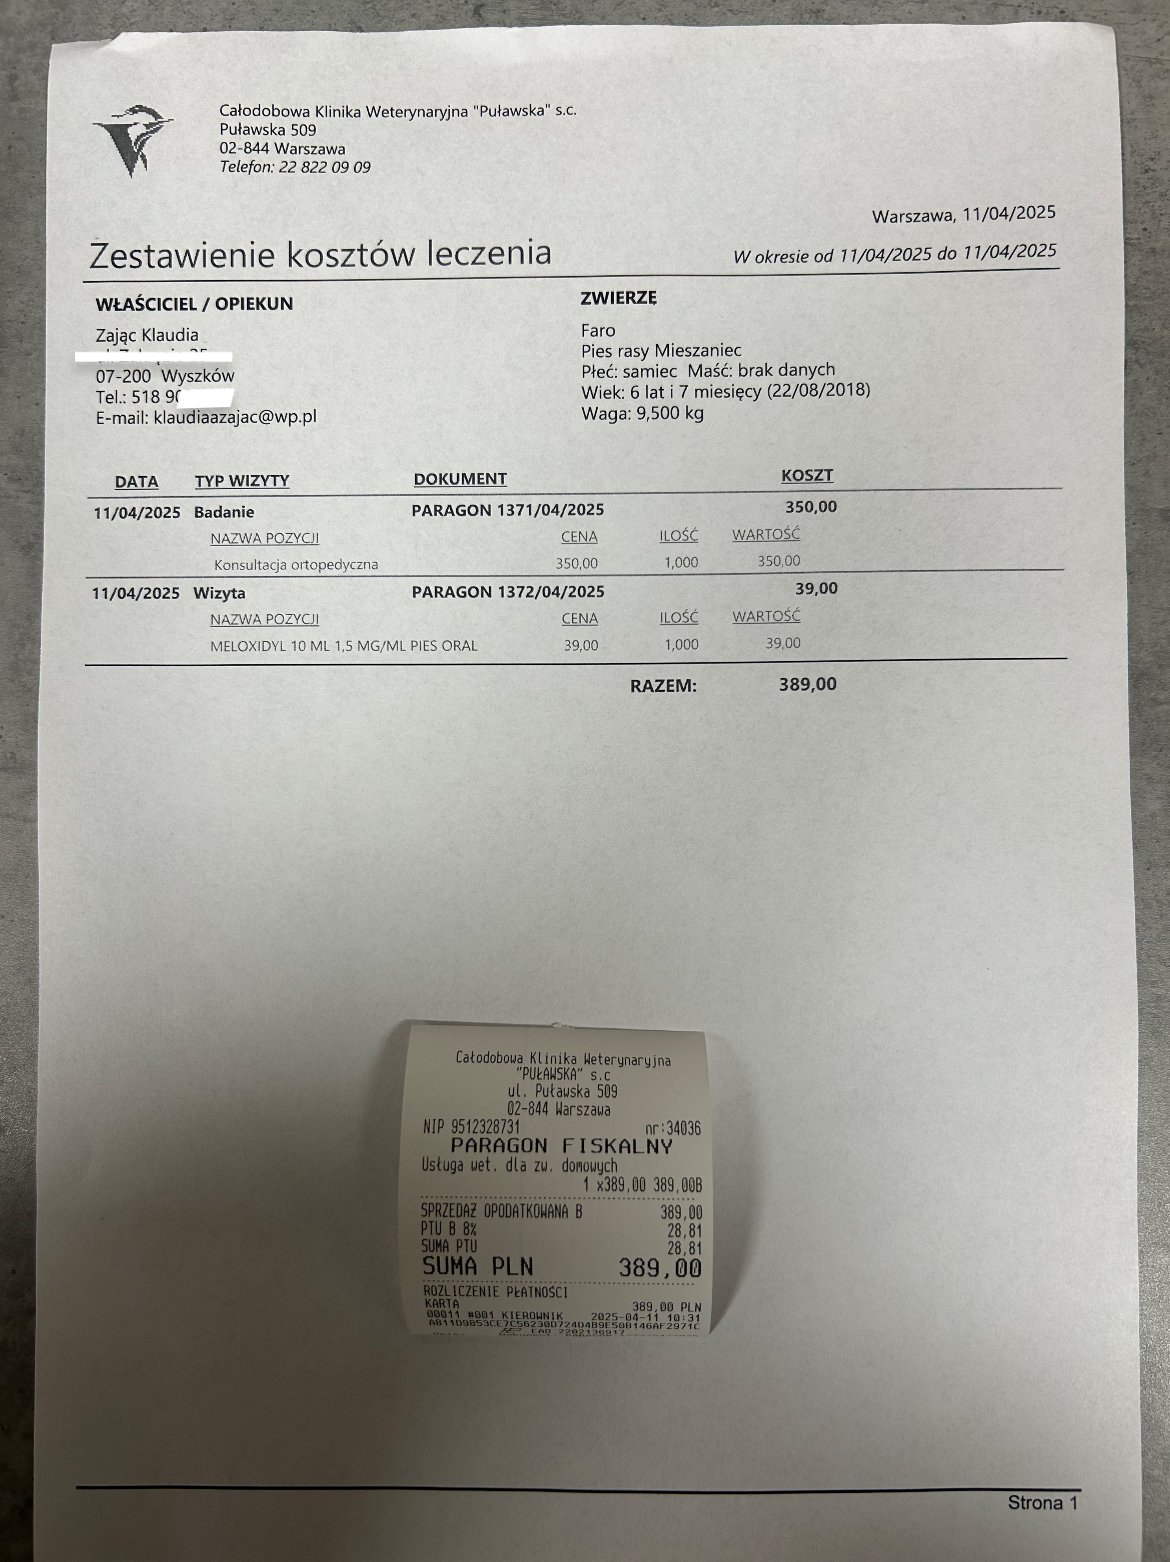 Całodobowa Klinika Weterynaryjna "Puławska" s.c.
Puławska 509
02-844 Warszawa
Telefon: 22 822 09 09
Warszawa, 11/04/2025
Zestawienie kosztów leczenia
W okresie od 11/04/2025 do 11/04/2025
WŁAŚCICIEL / OPIEKUN
Zając Klaudia
07-200 Wyszków
Tel.: 518 90
E-mail: klaudiaazajac@wp.pl
ZWIERZĘ
Faro
Pies rasy Mieszaniec
Płeć: samiec Maść: brak danych
Wiek: 6 lat i 7 miesięcy (22/08/2018)
Waga: 9,500 kg
DATA TYP WIZYTY DOKUMENT KOSZT
11/04/2025 Badanie PARAGON 1371/04/2025 350,00
NAZWA POZYCJI CENA ILOŚĆ WARTOŚĆ
Konsultacja ortopedyczna 350,00 1,000 350,00
11/04/2025 Wizyta PARAGON 1372/04/2025 39,00
NAZWA POZYCJI CENA ILOŚĆ WARTOŚĆ
MELOXIDYL 10 ML 1,5 MG/ML PIES ORAL 39,00 1,000 39,00
RAZEM: 389,00
Całodobowa Klinika Weterynaryjna
"PUŁAWSKA" s.c
ul. Puławska 509
02-844 Warszawa
NIP 9512328731 nr:34036
PARAGON FISKALNY
Usługa wet. dla zw. domowych
1 x389,00 389,00B
SPRZEDAŻ OPODATKOWANA B 389,00
PTU B 8% 28,81
SUMA PTU 28,81
SUMA PLN 389,00
ROZLICZENIE PŁATNOŚCI
KARTA 389,00 PLN
00011 #001 KIEROWNIK 2025-04-11 10:31
Strona 1